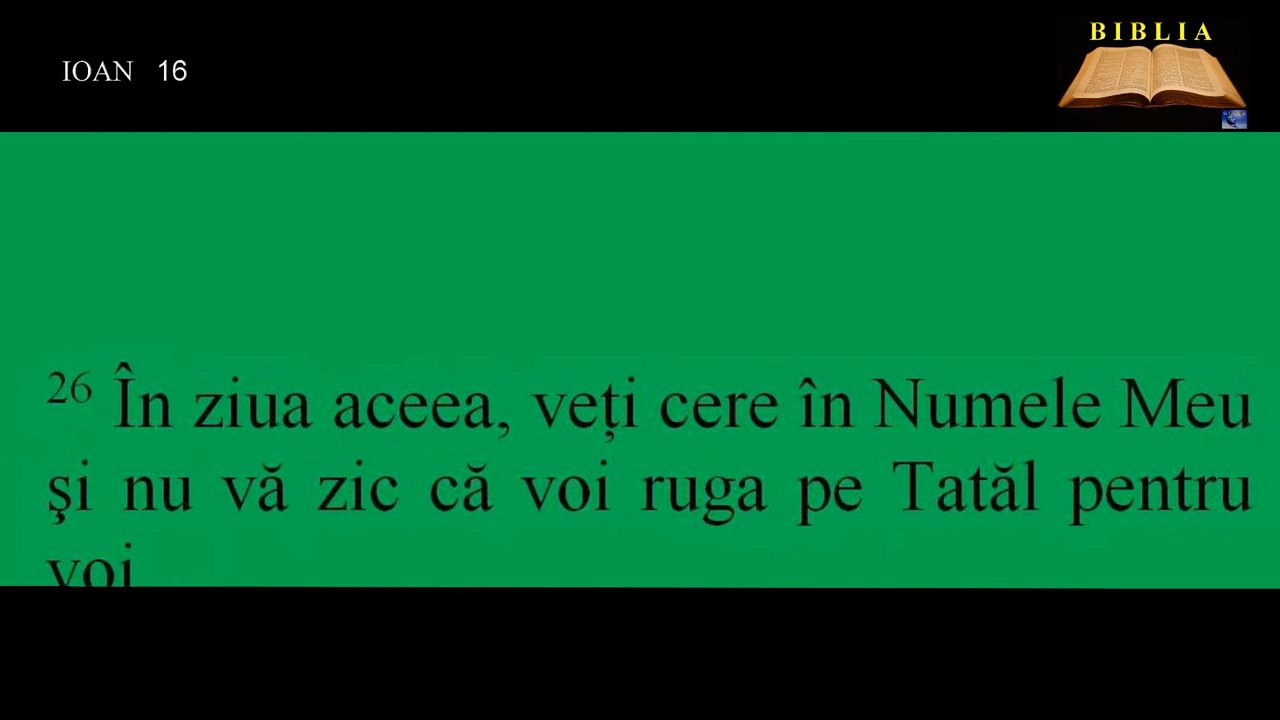 BIBLIA
IOAN 16
26 În ziua aceea, veți cere în Numele Meu
şi nu vă zic că voi ruga pe Tatăl pentru
voi